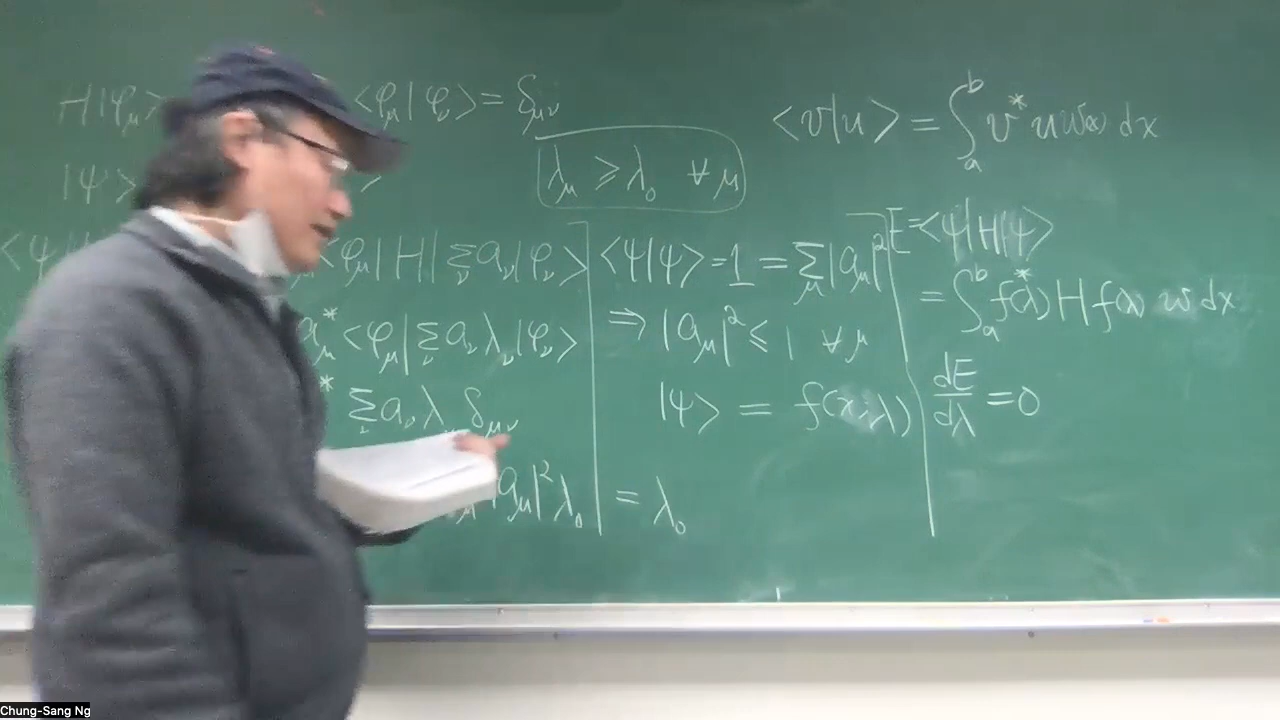 H|φ_μ> <φ_μ|φ_ν> = δ_μν
|ψ> >
λ_μ ≥ λ_0 ∀ μ
<v|u> = ∫_a^b v* u w(x) dx
<ψ <φ_μ|H|Σ_ν a_ν|φ_ν>
a_μ* <φ_μ|Σ_ν a_ν λ_ν|φ_ν>
* Σ_ν a_ν λ_ν δ_μν
|a_μ|² λ_0 = λ_0
<ψ|ψ> = 1 = Σ_μ |a_μ|²
⇒ |a_μ|² ≤ 1 ∀ μ
|ψ> = f(x,λ)
E = <ψ|H|ψ>
= ∫_a^b f(λ)* H f(λ) w dx
dE/dλ = 0
Chung-Sang Ng